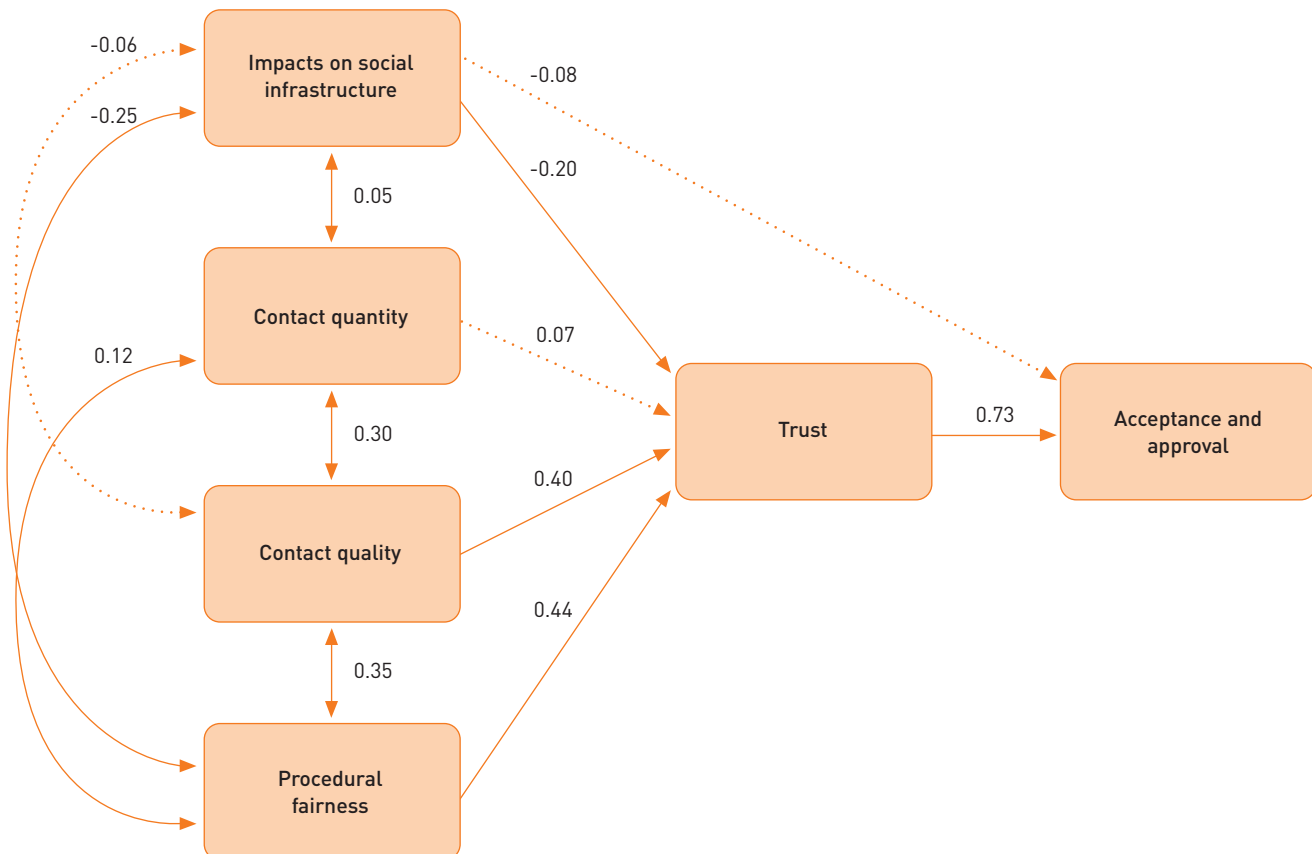 -0.06
Impacts on social
infrastructure
-0.08
-0.25
-0.20
0.05
Contact quantity
0.07
0.12
Trust
0.73
Acceptance and
approval
0.30
0.40
Contact quality
0.44
0.35
Procedural
fairness